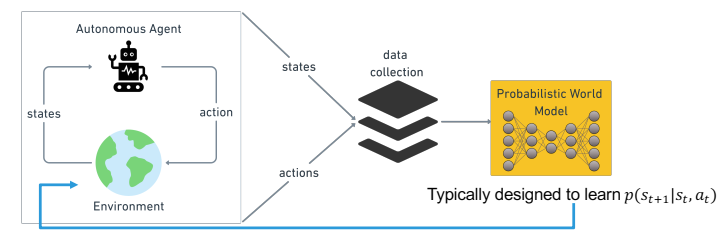 Autonomous Agent
states
action
Environment
states
actions
data
collection
Probabilistic World
Model
Typically designed to learn $p(s_{t+1}|s_t, a_t)$